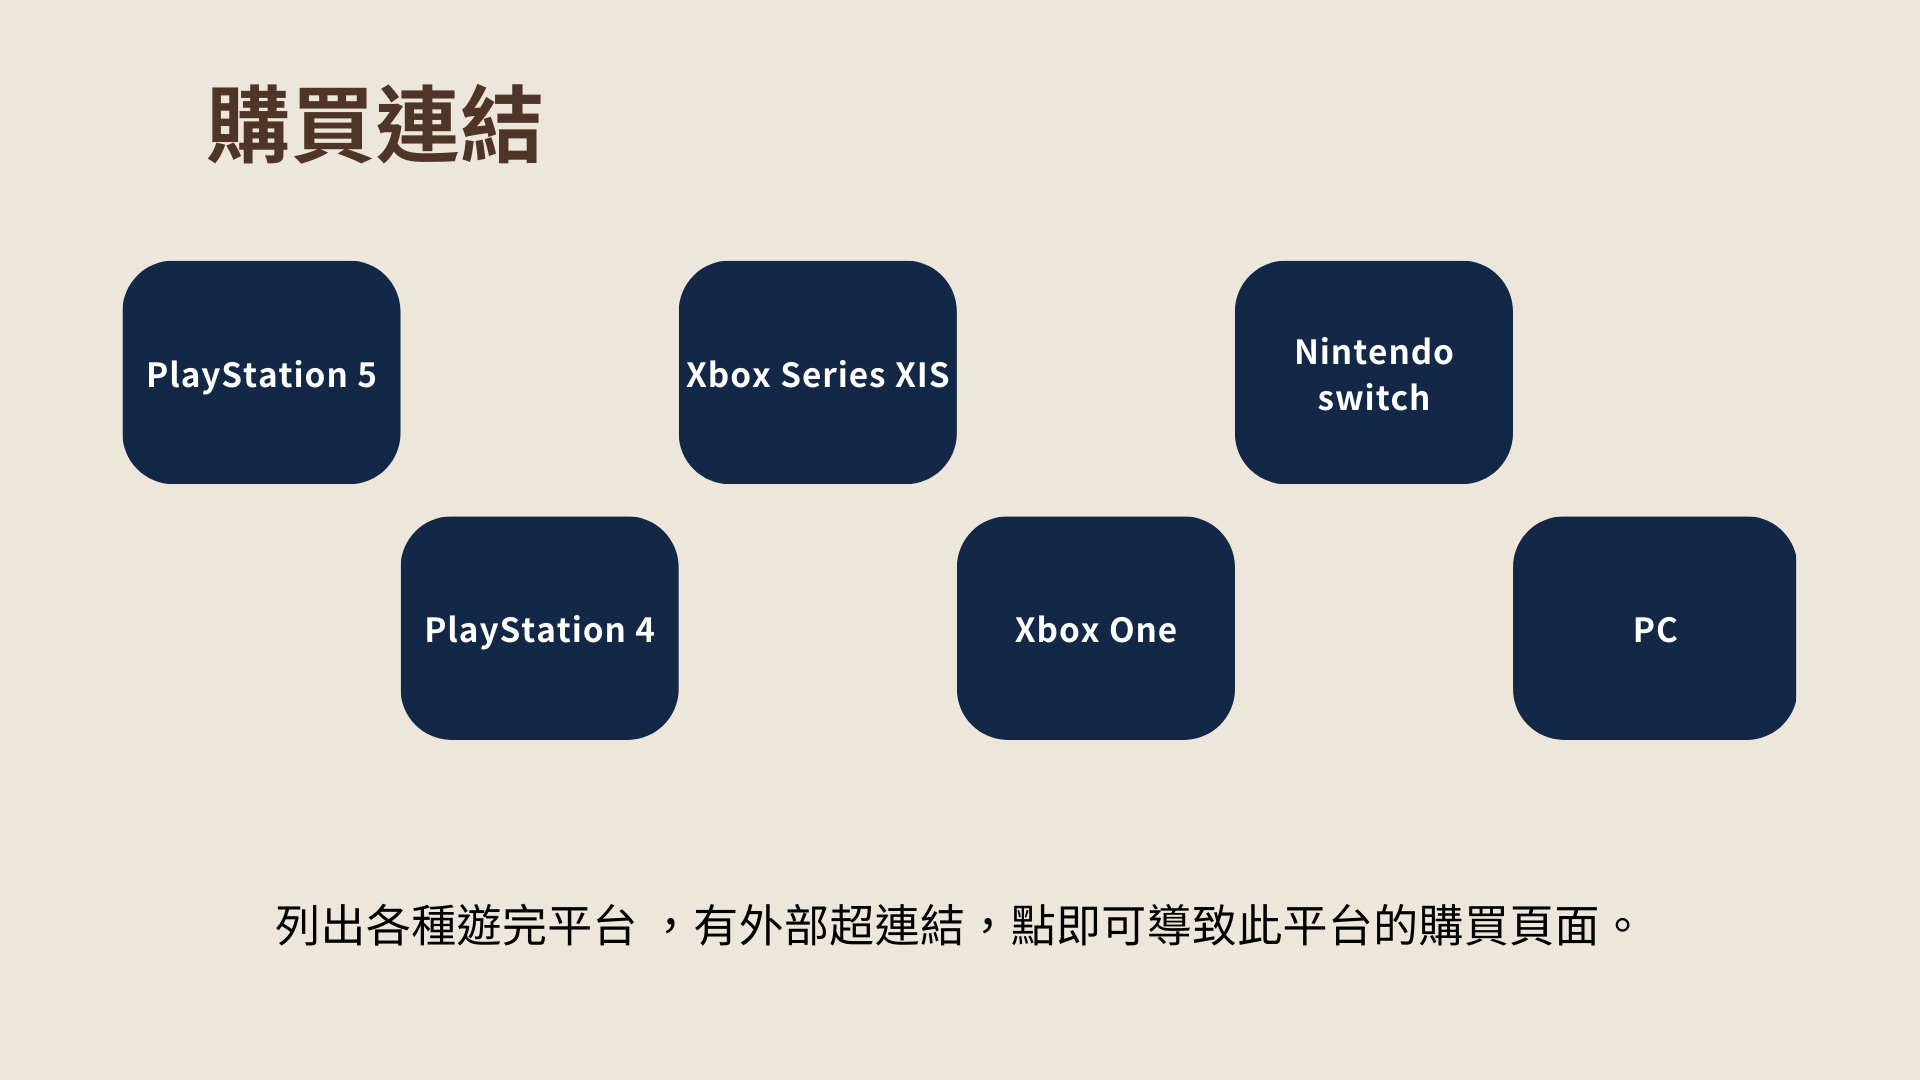 購買連結
PlayStation 5
Xbox Series XIS
Nintendo
switch
PlayStation 4
Xbox One
PC
列出各種遊完平台 ，有外部超連結，點即可導致此平台的購買頁面。